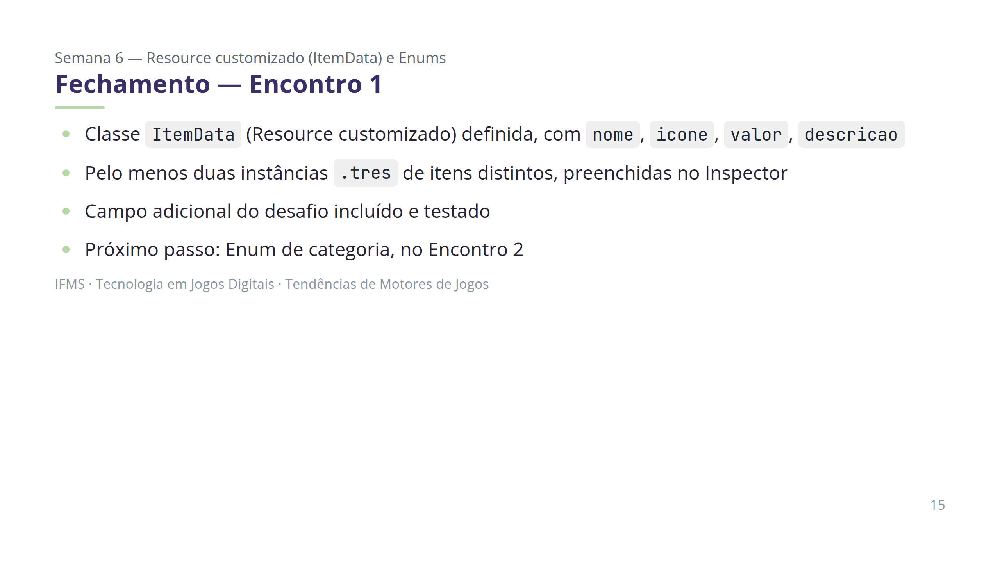 Semana 6 — Resource customizado (ItemData) e Enums
Fechamento — Encontro 1
Classe ItemData (Resource customizado) definida, com nome, icone, valor, descricao
Pelo menos duas instâncias .tres de itens distintos, preenchidas no Inspector
Campo adicional do desafio incluído e testado
Próximo passo: Enum de categoria, no Encontro 2
IFMS · Tecnologia em Jogos Digitais · Tendências de Motores de Jogos
15